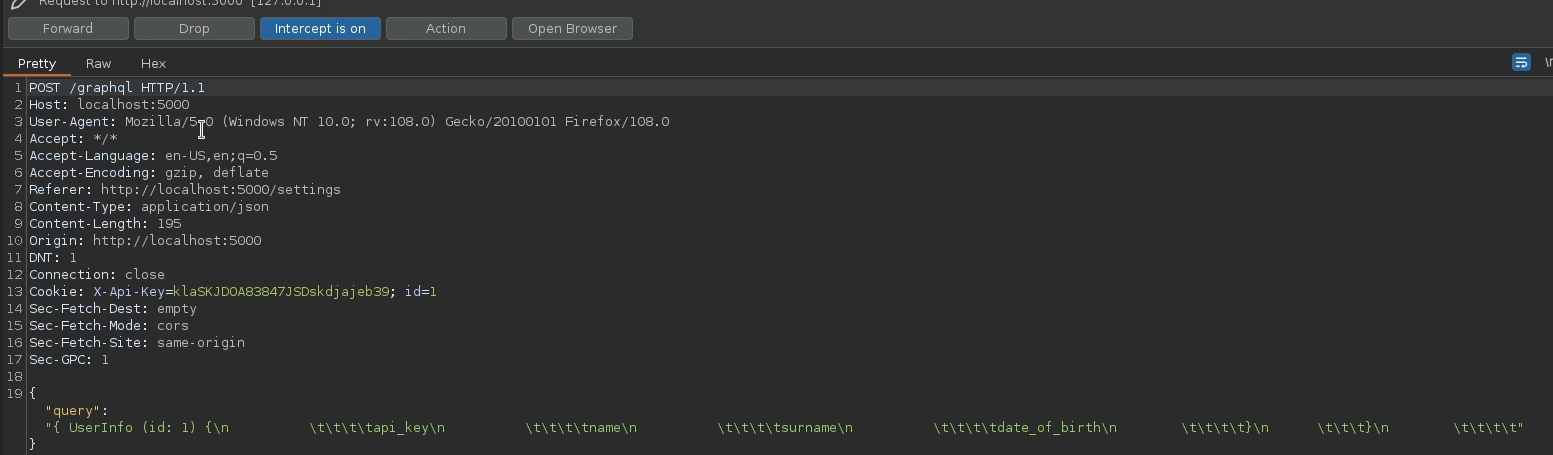 Request to http://localhost:5000 [127.0.0.1]
Forward Drop Intercept is on Action Open Browser
Pretty Raw Hex
1 POST /graphql HTTP/1.1
2 Host: localhost:5000
3 User-Agent: Mozilla/5.0 (Windows NT 10.0; rv:108.0) Gecko/20100101 Firefox/108.0
4 Accept: */*
5 Accept-Language: en-US,en;q=0.5
6 Accept-Encoding: gzip, deflate
7 Referer: http://localhost:5000/settings
8 Content-Type: application/json
9 Content-Length: 195
10 Origin: http://localhost:5000
11 DNT: 1
12 Connection: close
13 Cookie: X-Api-Key=klaSKJDOA83847JSDskdjajeb39; id=1
14 Sec-Fetch-Dest: empty
15 Sec-Fetch-Mode: cors
16 Sec-Fetch-Site: same-origin
17 Sec-GPC: 1
18
19 {
"query":
"{ UserInfo (id: 1) {\n \t\t\t\tapi_key\n \t\t\t\tname\n \t\t\t\tsurname\n \t\t\t\tdate_of_birth\n \t\t\t\t}\n \t\t\t}\n \t\t\t\t"
}